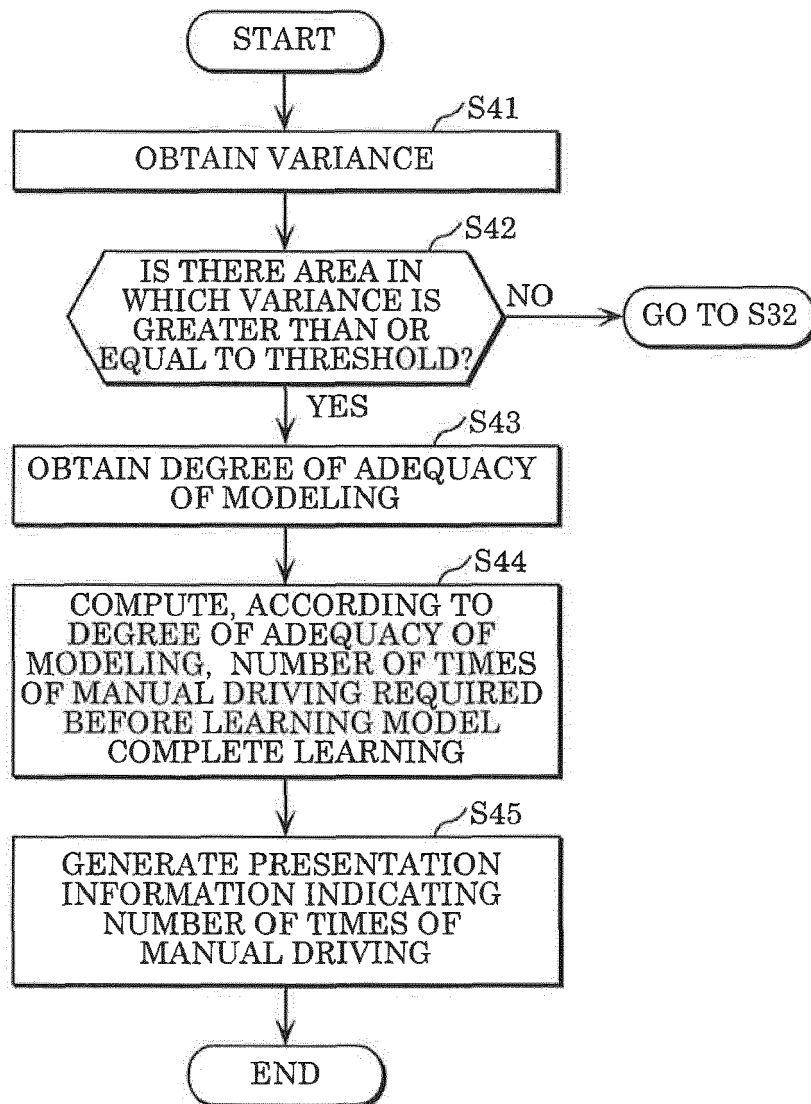 START
S41
OBTAIN VARIANCE
S42
IS THERE AREA IN
WHICH VARIANCE IS
GREATER THAN OR
EQUAL TO THRESHOLD?
NO
GO TO S32
YES
S43
OBTAIN DEGREE OF ADEQUACY
OF MODELING
S44
COMPUTE, ACCORDING TO
DEGREE OF ADEQUACY OF
MODELING, NUMBER OF TIMES
OF MANUAL DRIVING REQUIRED
BEFORE LEARNING MODEL
COMPLETE LEARNING
S45
GENERATE PRESENTATION
INFORMATION INDICATING
NUMBER OF TIMES OF
MANUAL DRIVING
END